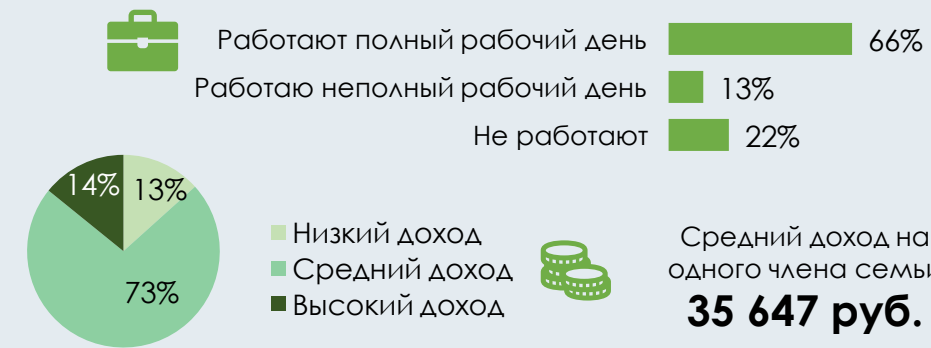 Работают полный рабочий день 66%
Работаю неполный рабочий день 13%
Не работают 22%
14% 13%
73%
Низкий доход
Средний доход
Высокий доход
Средний доход на
одного члена семьи
35 647 руб.